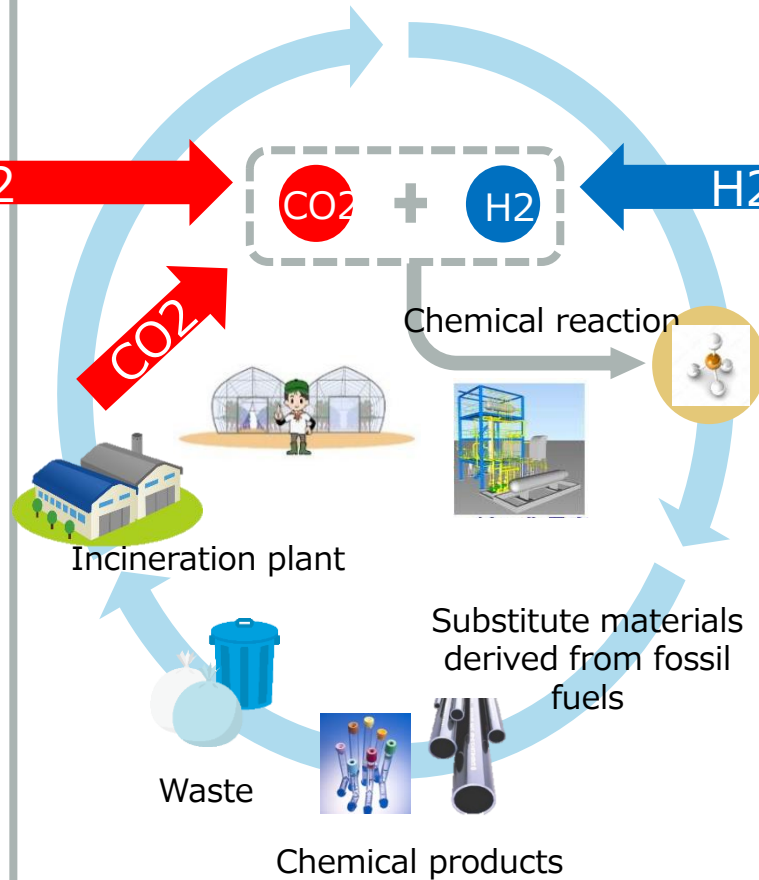 2
CO2
+
H2
H2
CO2
Chemical reaction
Incineration plant
Substitute materials
derived from fossil
fuels
Waste
Chemical products